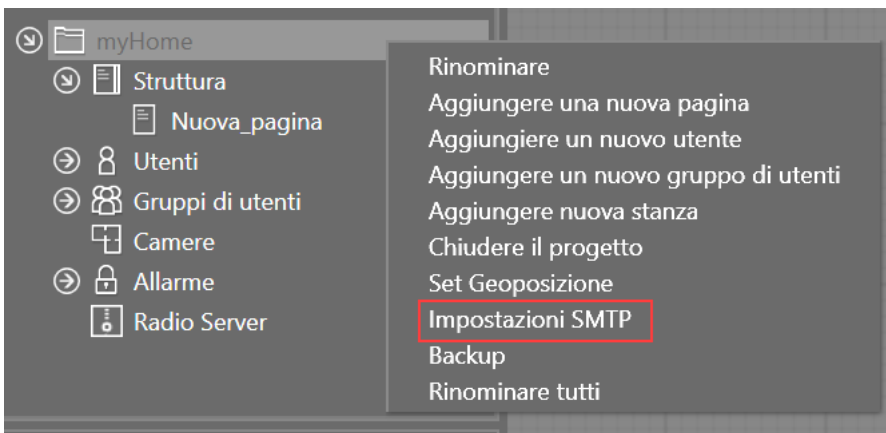 myHome
Struttura
Nuova_pagina
Utenti
Gruppi di utenti
Camere
Allarme
Radio Server
Rinominare
Aggiungere una nuova pagina
Aggiungiere un nuovo utente
Aggiungere un nuovo gruppo di utenti
Aggiungere nuova stanza
Chiudere il progetto
Set Geoposizione
Impostazioni SMTP
Backup
Rinominare tutti